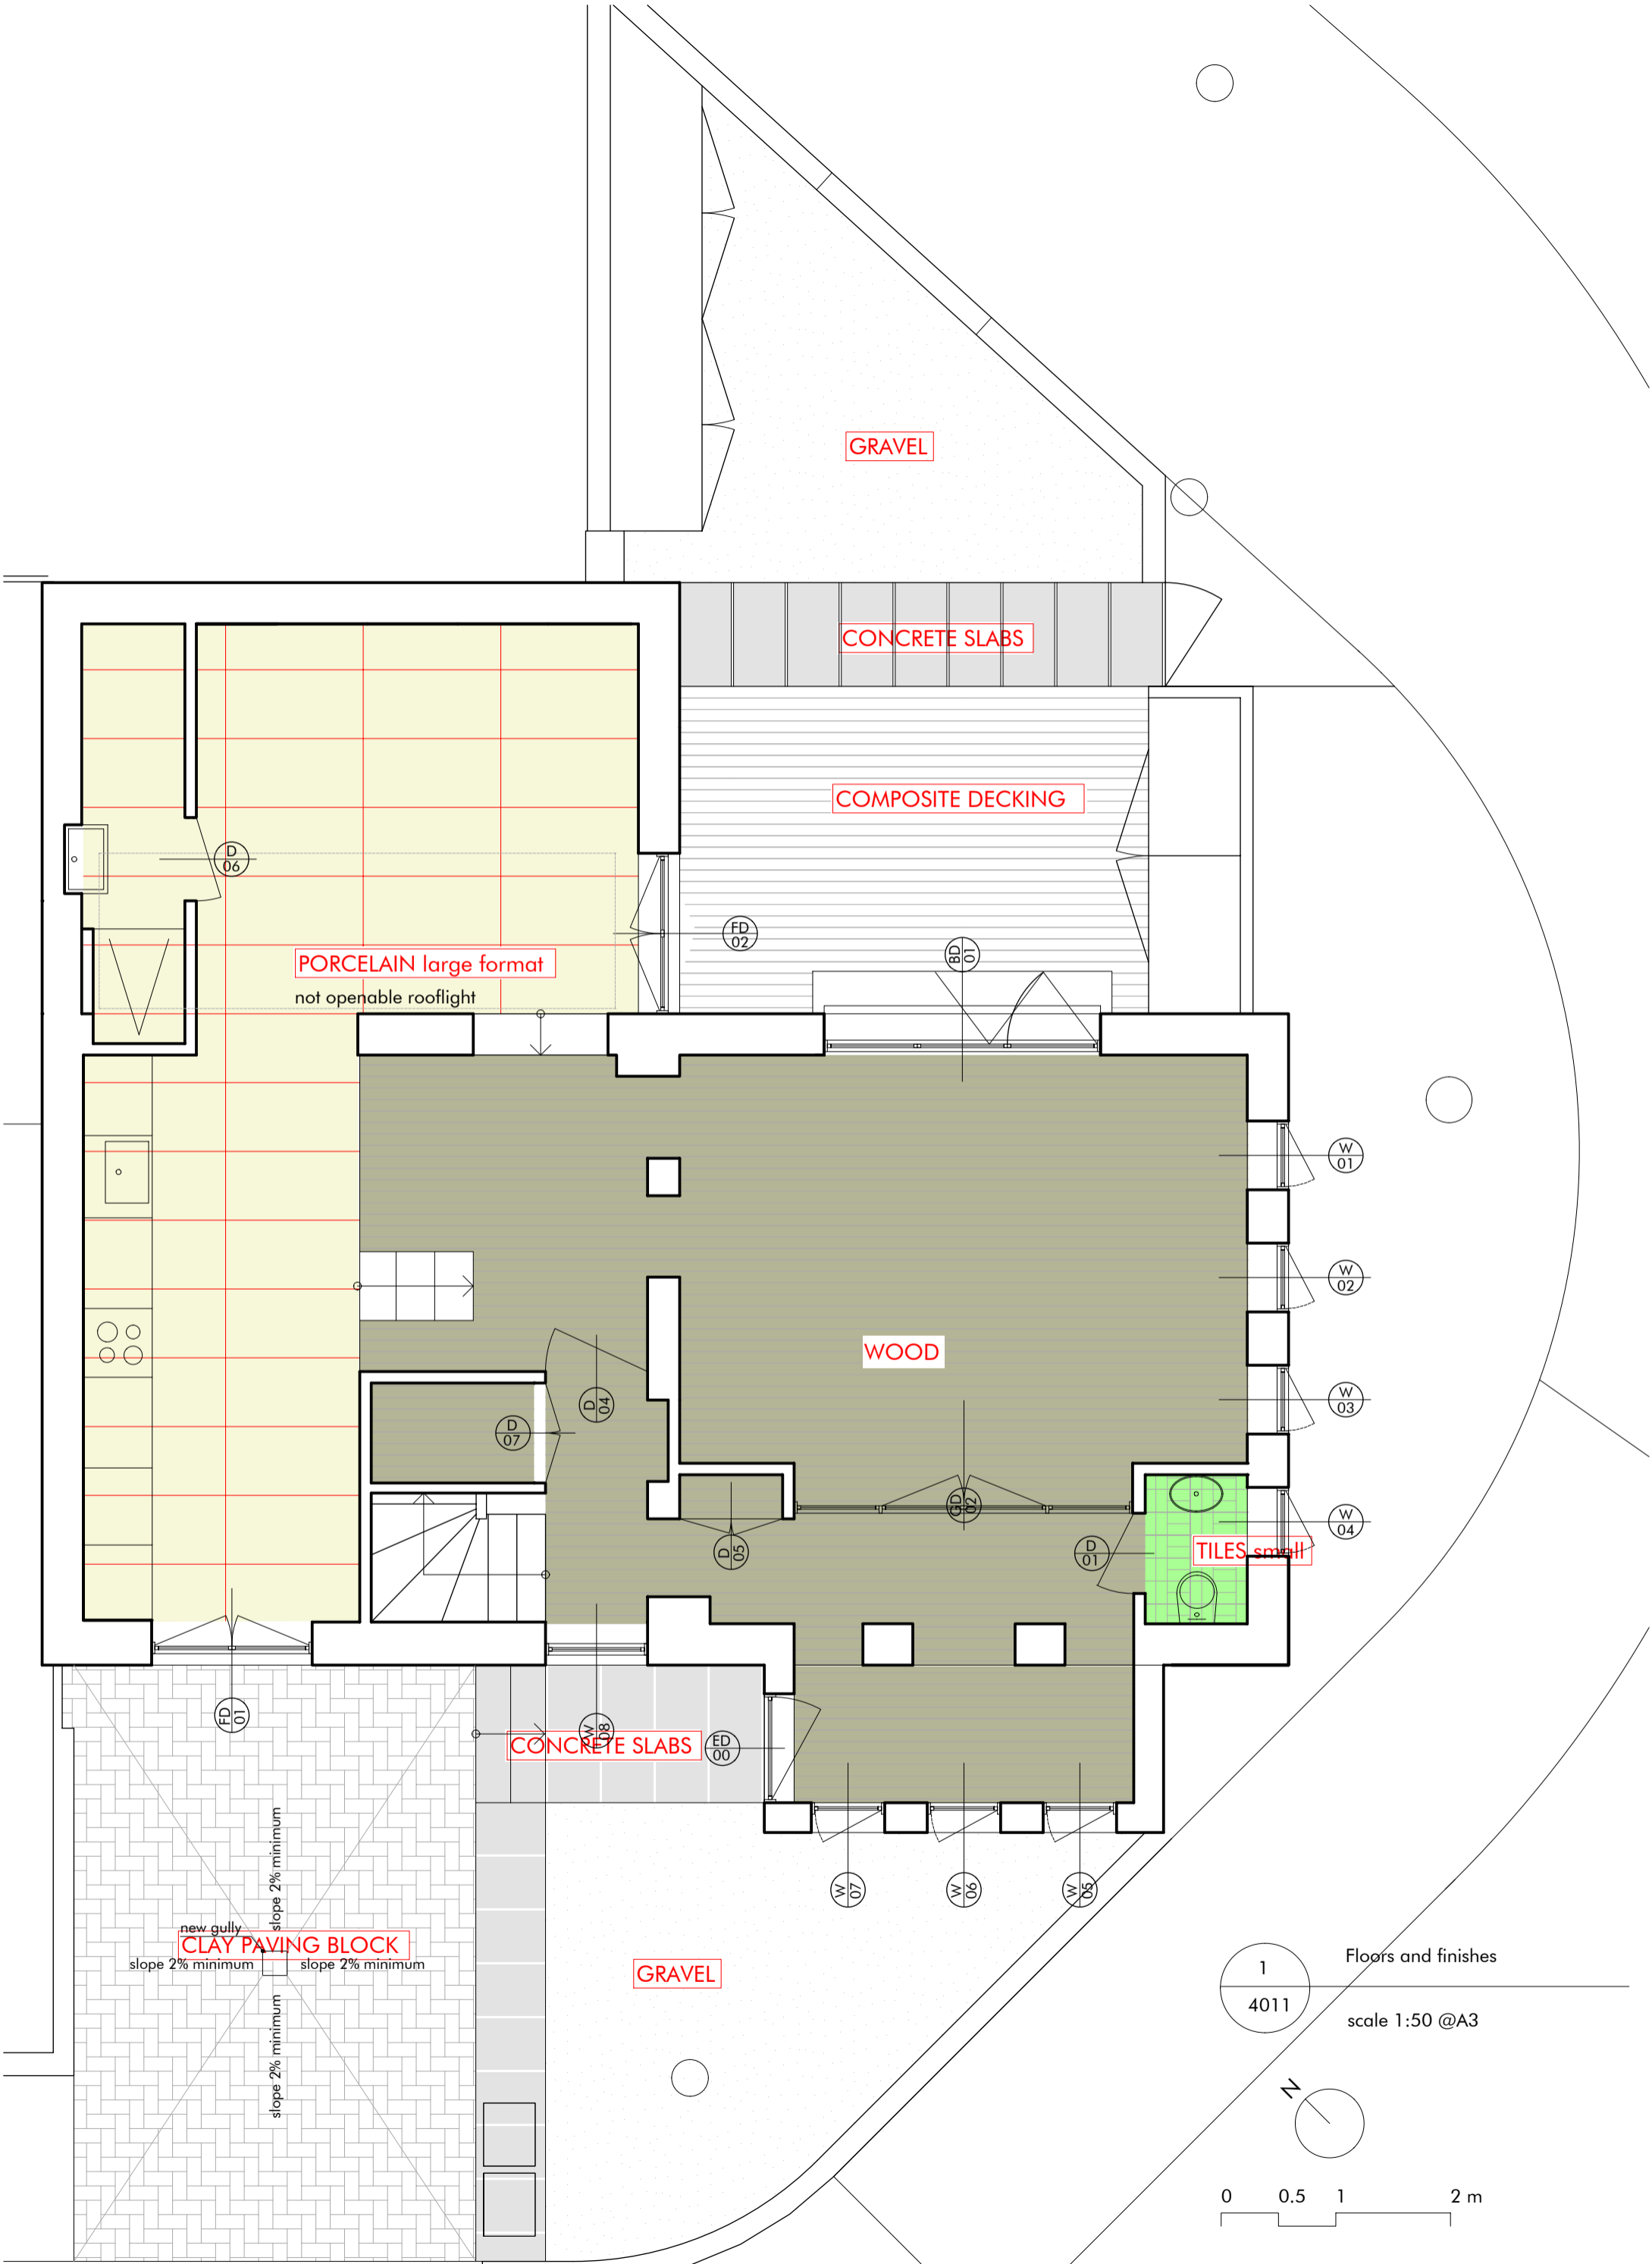 GRAVEL
CONCRETE SLABS
COMPOSITE DECKING
D
06
FD
02
BD
01
PORCELAIN large format
not openable rooflight
W
01
W
02
WOOD
W
03
D
04
D
07
GD
02
W
04
D
05
D
01
TILES small
FD
01
W
08
CONCRETE SLABS
ED
00
W
07
W
06
W
05
slope 2% minimum
new gully
CLAY PAVING BLOCK
slope 2% minimum
slope 2% minimum
slope 2% minimum
GRAVEL
1
4011
Floors and finishes
scale 1:50 @A3
N
0 0.5 1 2 m